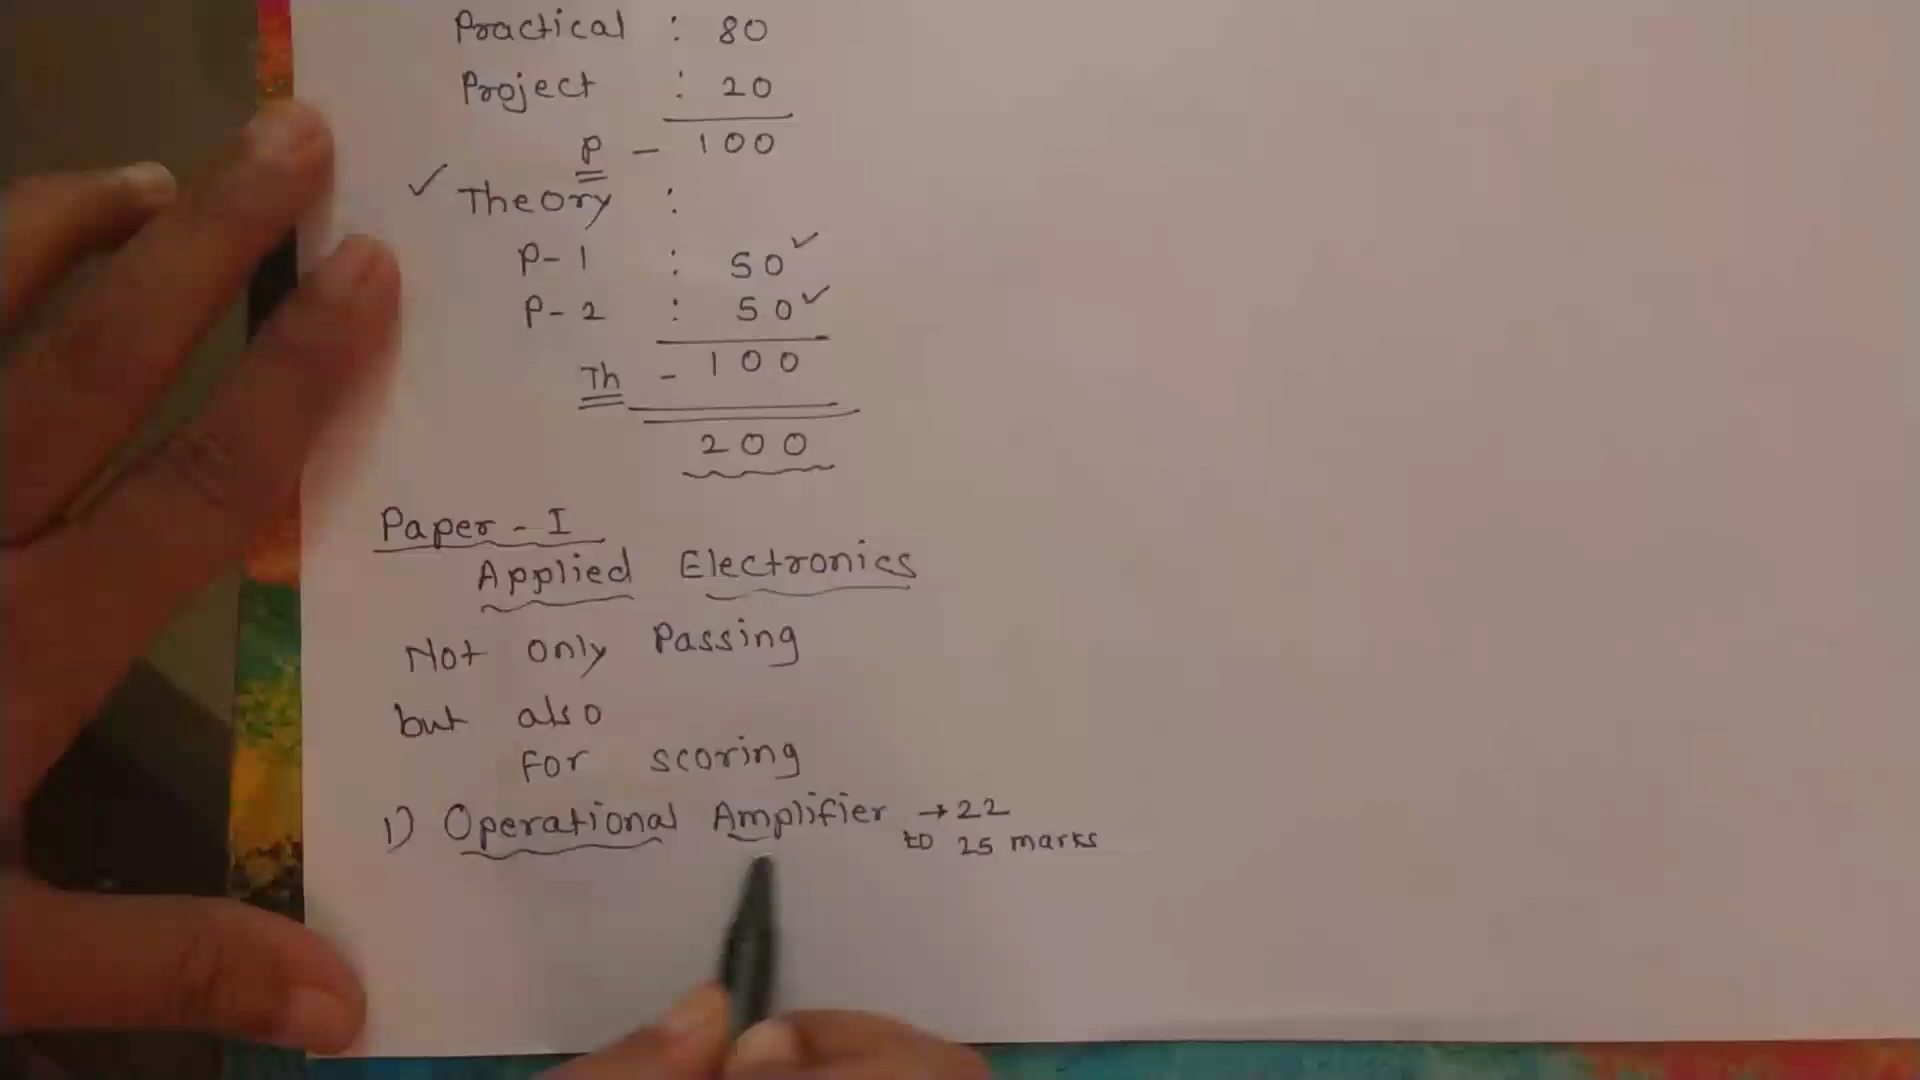 Practical : 80
Project : 20
P - 100
✓ Theory :
P-1 : 50 ✓
P-2 : 50 ✓
Th - 100
200
Paper - I
Applied Electronics
Not only Passing
but also
For scoring
1) Operational Amplifier → 22
to 25 marks